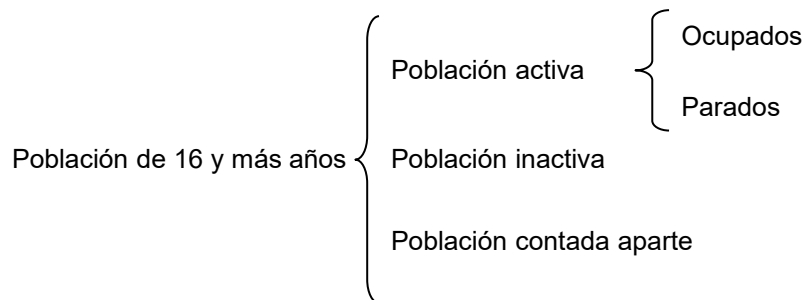 Ocupados
Población activa
Parados
Población de 16 y más años
Población inactiva
Población contada aparte